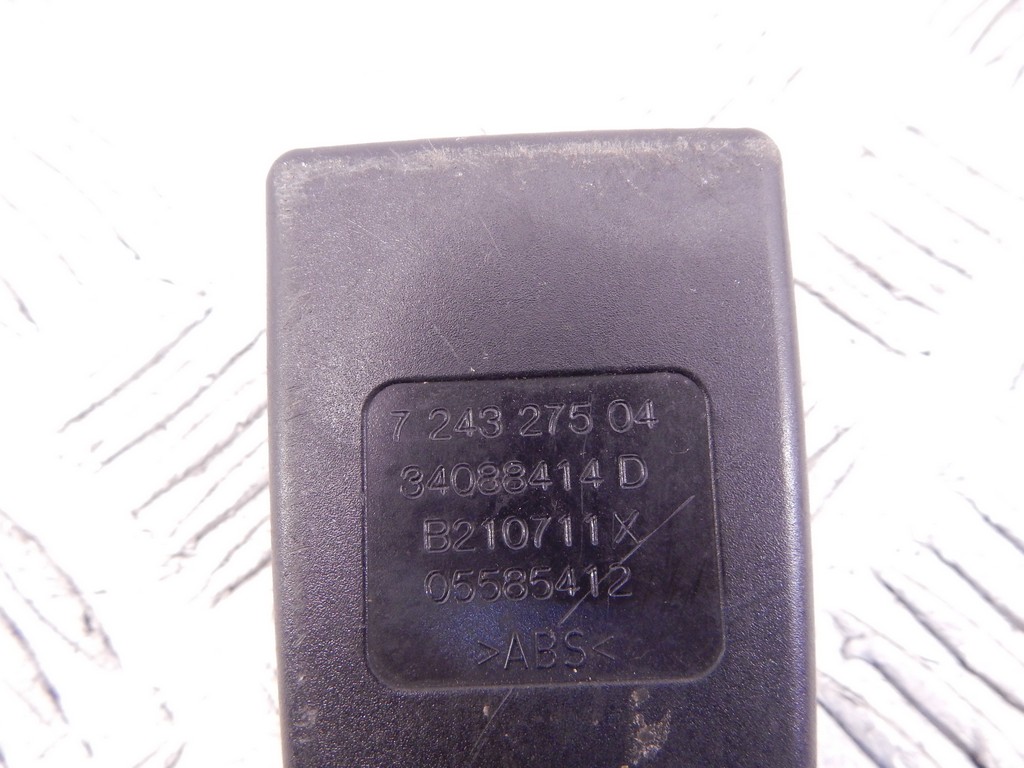 7 243 275 04
34088414 D
B210711 X
05585412
>ABS<